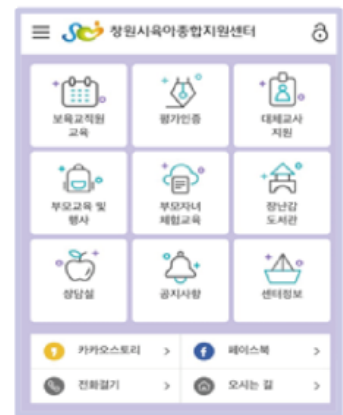 창원시육아종합지원센터
보육교직원
교육
평가인증
대체교사
지원
부모교육 및
행사
부모자녀
체험교육
장난감
도서관
상담실
공지사항
센터정보
카카오스토리
페이스북
전화걸기
오시는 길